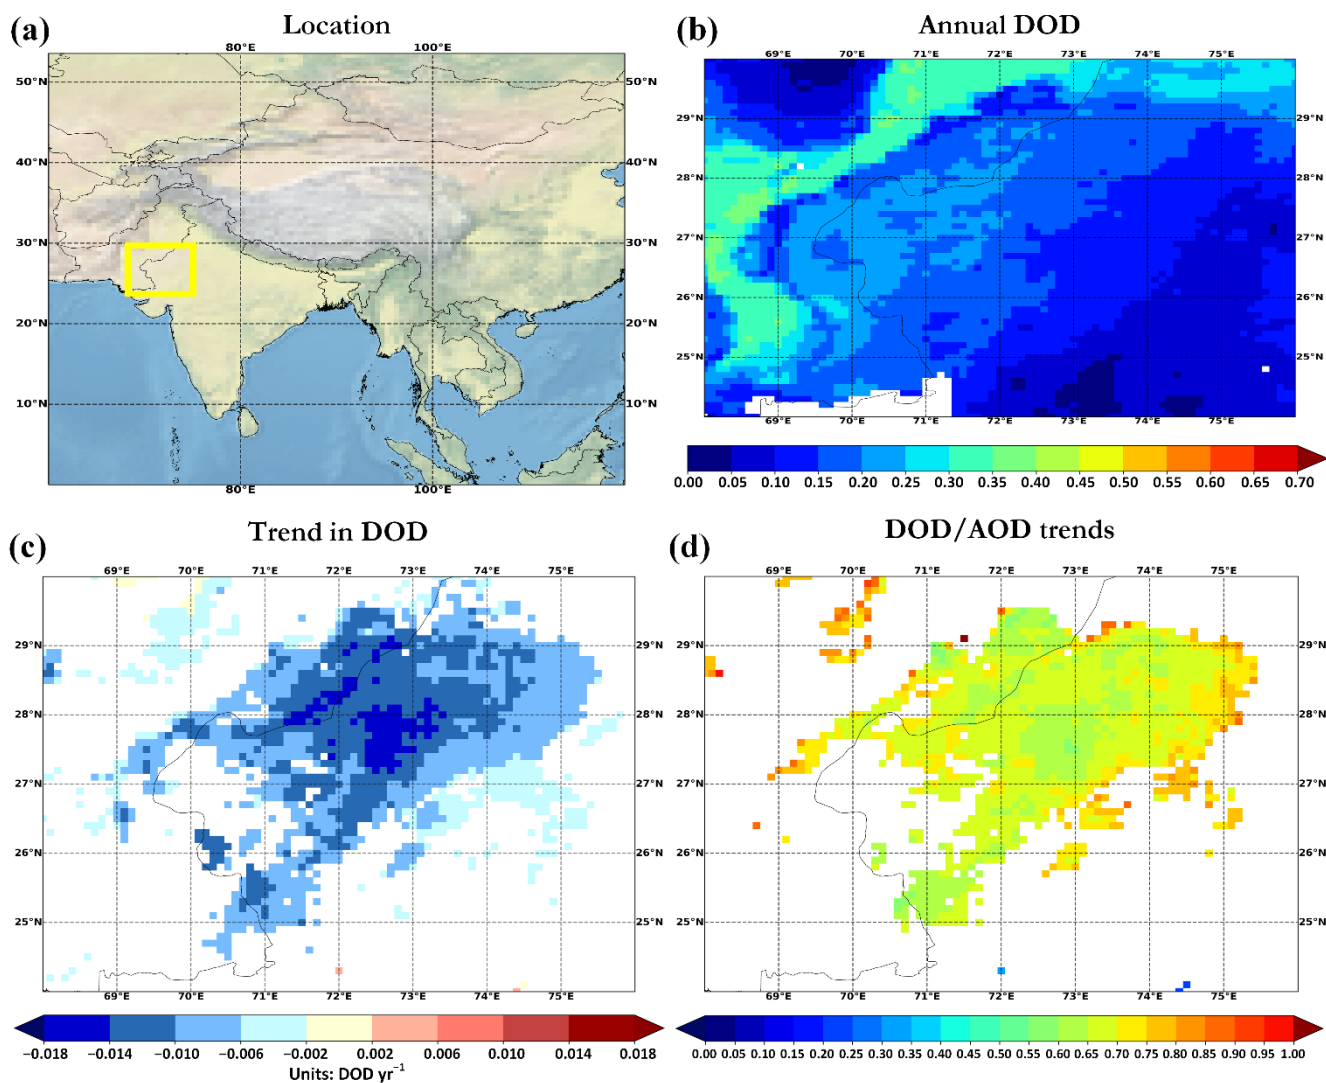 (a) Location
80°E 100°E
50°N 50°N
40°N 40°N
30°N 30°N
20°N 20°N
10°N 10°N
80°E 100°E
(b) Annual DOD
69°E 70°E 71°E 72°E 73°E 74°E 75°E
29°N 29°N
28°N 28°N
27°N 27°N
26°N 26°N
25°N 25°N
69°E 70°E 71°E 72°E 73°E 74°E 75°E
0.00 0.05 0.10 0.15 0.20 0.25 0.30 0.35 0.40 0.45 0.50 0.55 0.60 0.65 0.70
(c) Trend in DOD
69°E 70°E 71°E 72°E 73°E 74°E 75°E
29°N 29°N
28°N 28°N
27°N 27°N
26°N 26°N
25°N 25°N
69°E 70°E 71°E 72°E 73°E 74°E 75°E
−0.018 −0.014 −0.010 −0.006 −0.002 0.002 0.006 0.010 0.014 0.018
Units: DOD yr⁻¹
(d) DOD/AOD trends
69°E 70°E 71°E 72°E 73°E 74°E 75°E
29°N 29°N
28°N 28°N
27°N 27°N
26°N 26°N
25°N 25°N
69°E 70°E 71°E 72°E 73°E 74°E 75°E
0.00 0.05 0.10 0.15 0.20 0.25 0.30 0.35 0.40 0.45 0.50 0.55 0.60 0.65 0.70 0.75 0.80 0.85 0.90 0.95 1.00